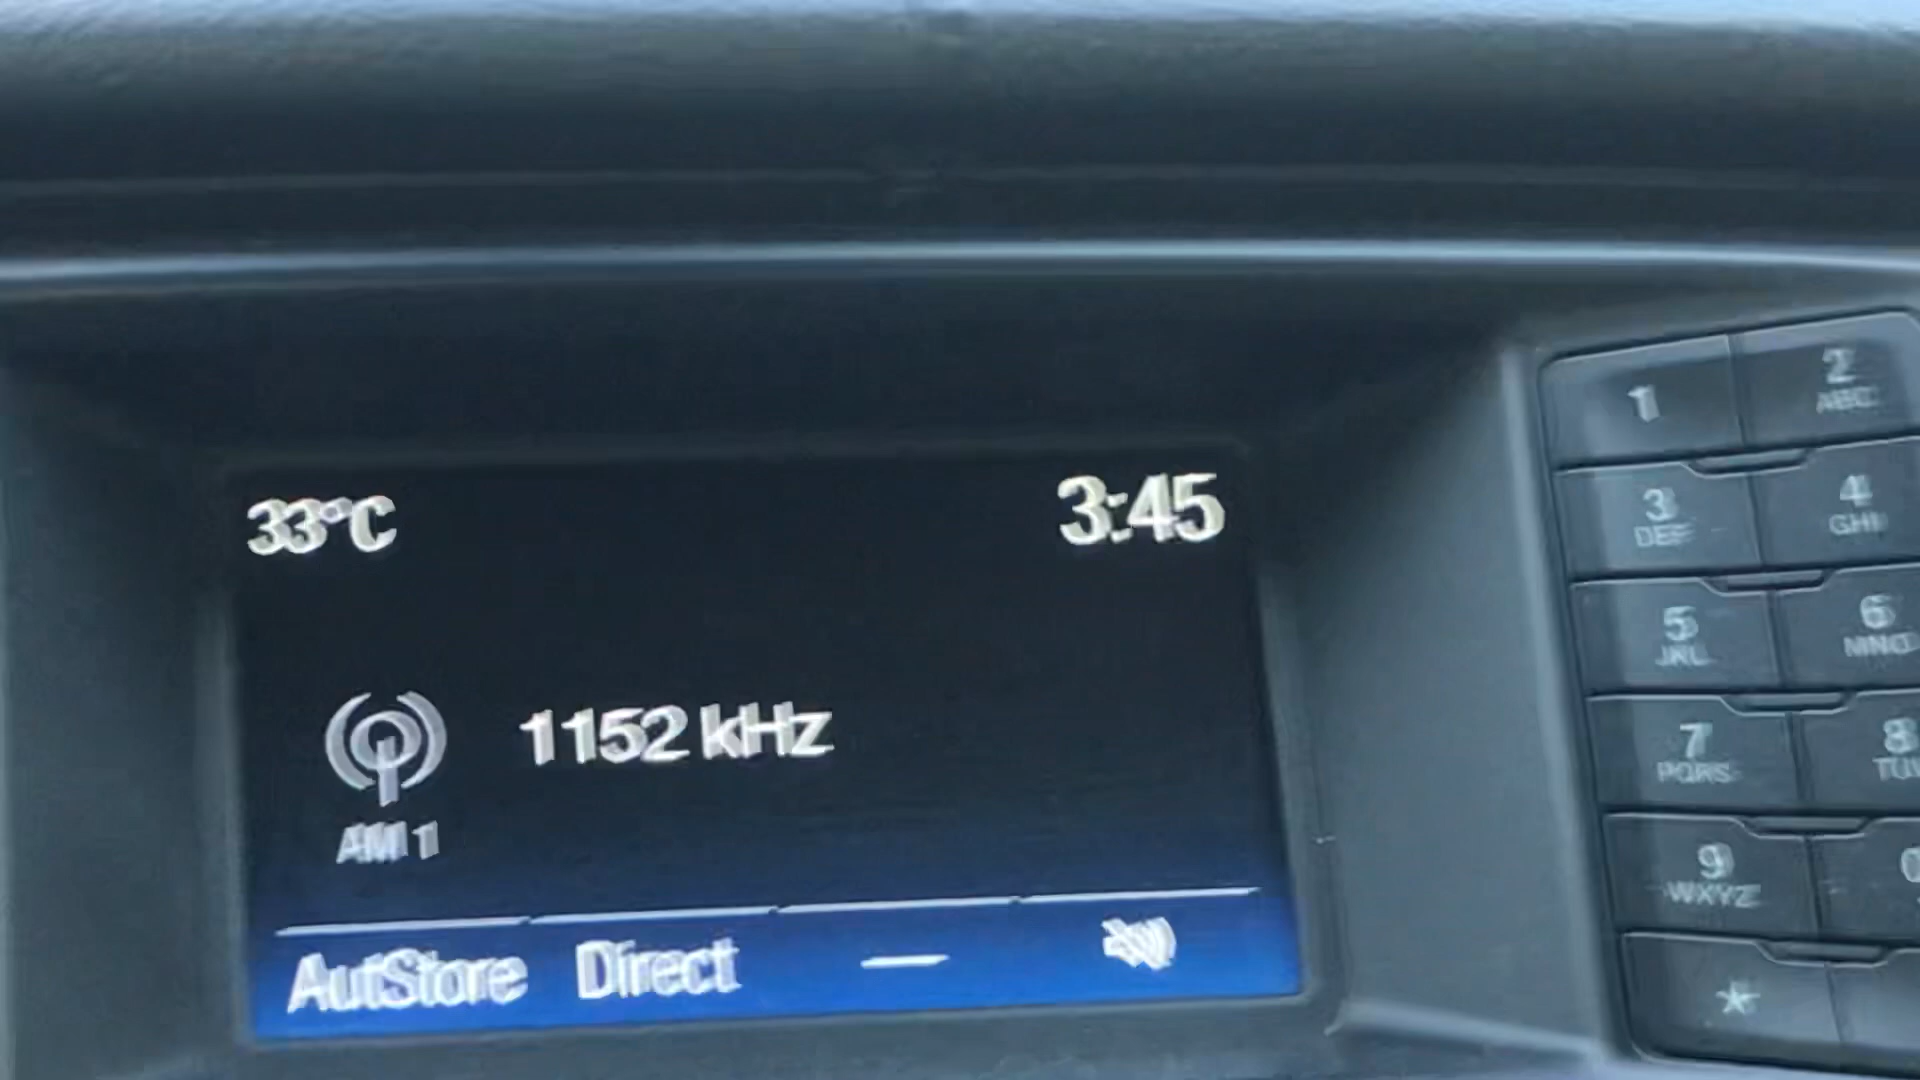 33°C 3:45
1152 kHz
AM 1
AutStore Direct —
1
2 ABC
3 DEF
4 GHI
5 JKL
6 MNO
7 PQRS
8 TUV
9 WXYZ
*